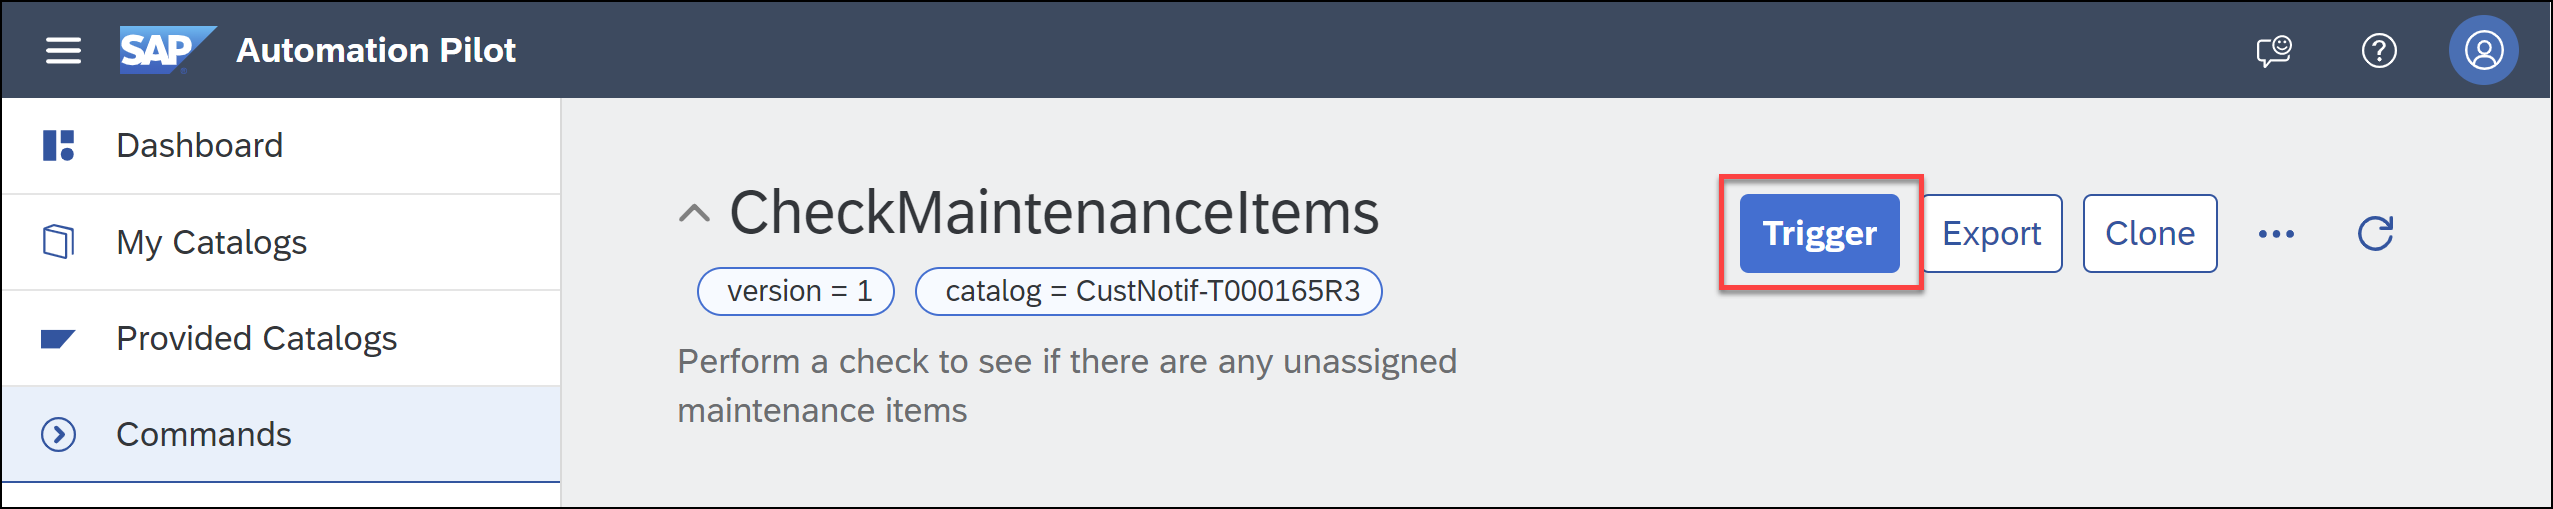 SAP Automation Pilot
Dashboard
My Catalogs
Provided Catalogs
Commands
CheckMaintenanceItems
Trigger Export Clone
version = 1 catalog = CustNotif-T000165R3
Perform a check to see if there are any unassigned
maintenance items